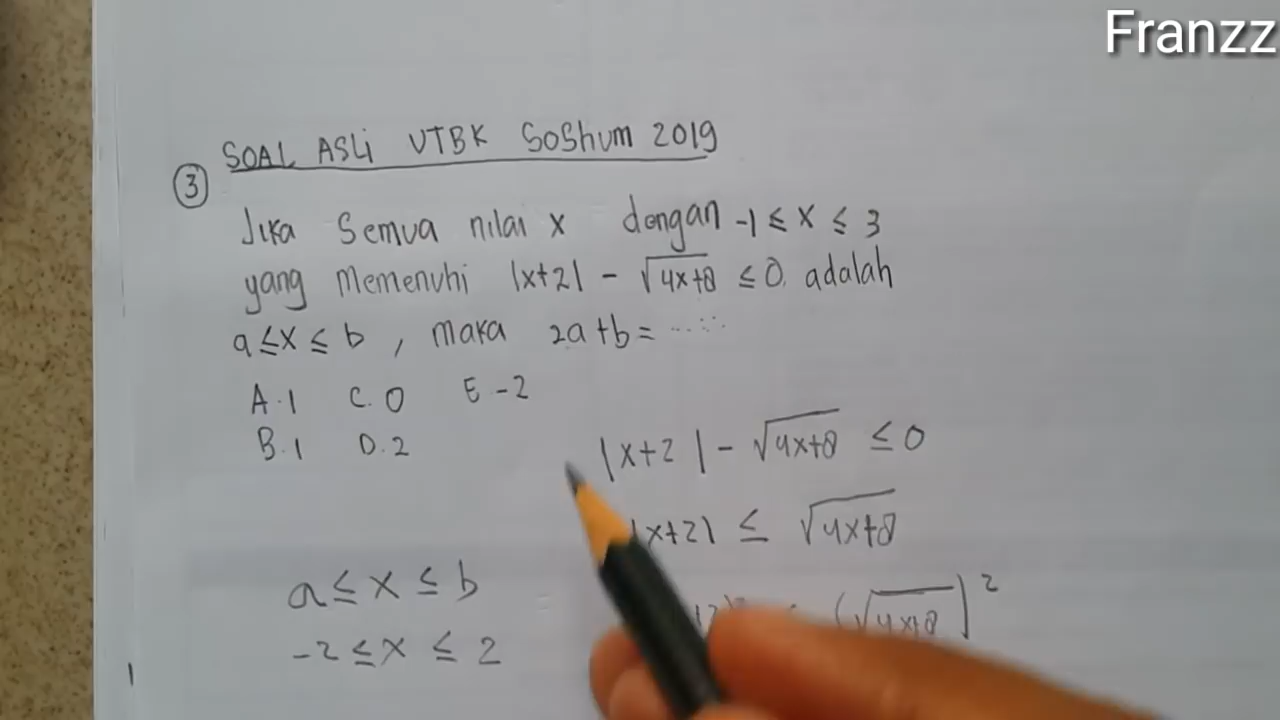 Franzz
SOAL ASLi UTBK SoShum 2019
3
Jika Semua nilai x dengan -1 ≤ x ≤ 3
yang memenuhi |x+2| - √4x+8 ≤ 0 adalah
a ≤ x ≤ b , maka 2a+b = ......
A. 1 C. 0 E -2
B. 1 D. 2
|x+2| - √4x+8 ≤ 0
|x+2| ≤ √4x+8
(√4x+8)²
a ≤ x ≤ b
-2 ≤ x ≤ 2